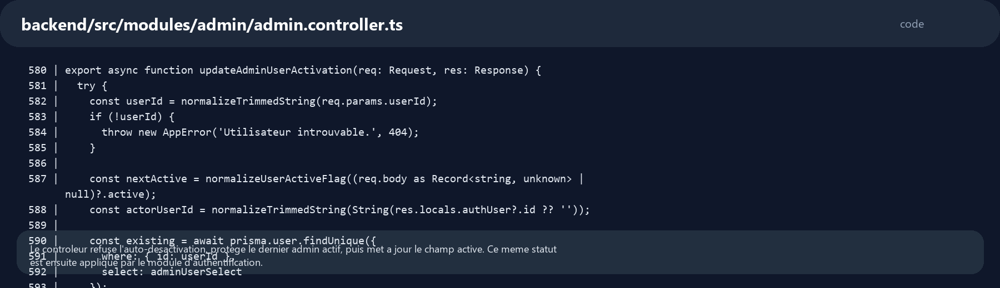 backend/src/modules/admin/admin.controller.ts
code
580 | export async function updateAdminUserActivation(req: Request, res: Response) {
581 |   try {
582 |     const userId = normalizeTrimmedString(req.params.userId);
583 |     if (!userId) {
584 |       throw new AppError('Utilisateur introuvable.', 404);
585 |     }
586 |
587 |     const nextActive = normalizeUserActiveFlag((req.body as Record<string, unknown> |
null)?.active);
588 |     const actorUserId = normalizeTrimmedString(String(res.locals.authUser?.id ?? ''));
589 |
590 |     const existing = await prisma.user.findUnique({
Le controleur refuse l'auto-desactivation, protege le dernier admin actif, puis met a jour le champ active. Ce meme statut
591 |       where: { id: userId },
est ensuite applique par le module d'authentification.
592 |       select: adminUserSelect
593 |     });